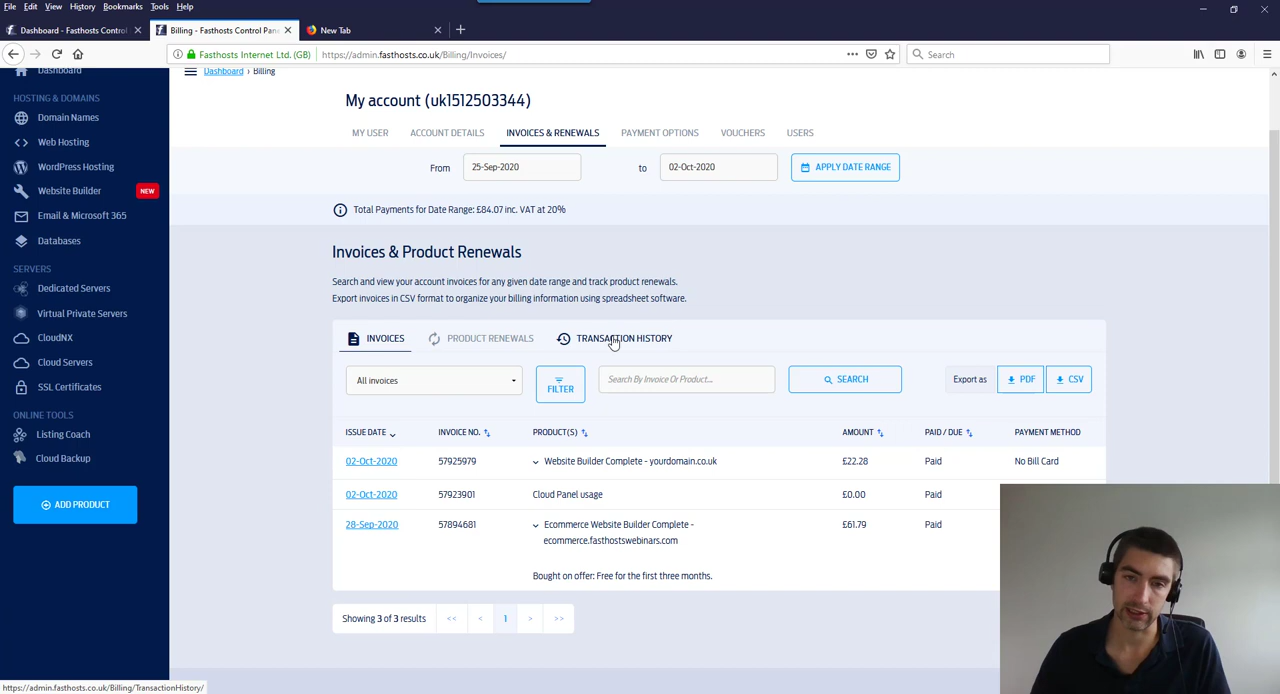 File Edit View History Bookmarks Tools Help
Dashboard - Fasthosts Control
Billing - Fasthosts Control Pane
New Tab
Fasthosts Internet Ltd. (GB)
https://admin.fasthosts.co.uk/Billing/Invoices/
Search
Dashboard
HOSTING & DOMAINS
Domain Names
Web Hosting
WordPress Hosting
Website Builder NEW
Email & Microsoft 365
Databases
SERVERS
Dedicated Servers
Virtual Private Servers
CloudNX
Cloud Servers
SSL Certificates
ONLINE TOOLS
Listing Coach
Cloud Backup
ADD PRODUCT
Dashboard › Billing
My account (uk1512503344)
MY USER ACCOUNT DETAILS INVOICES & RENEWALS PAYMENT OPTIONS VOUCHERS USERS
From 25-Sep-2020 to 02-Oct-2020 APPLY DATE RANGE
Total Payments for Date Range: £84.07 inc. VAT at 20%
Invoices & Product Renewals
Search and view your account invoices for any given date range and track product renewals.
Export invoices in CSV format to organize your billing information using spreadsheet software.
INVOICES PRODUCT RENEWALS TRANSACTION HISTORY
All invoices FILTER Search By Invoice Or Product... SEARCH Export as PDF CSV
ISSUE DATE INVOICE NO. PRODUCT(S) AMOUNT PAID / DUE PAYMENT METHOD
02-Oct-2020 57925979 Website Builder Complete - yourdomain.co.uk £22.28 Paid No Bill Card
02-Oct-2020 57923901 Cloud Panel usage £0.00 Paid
28-Sep-2020 57894681 Ecommerce Website Builder Complete - £61.79 Paid
ecommerce.fasthostswebinars.com
Bought on offer: Free for the first three months.
Showing 3 of 3 results << < 1 > >>
https://admin.fasthosts.co.uk/Billing/TransactionHistory/